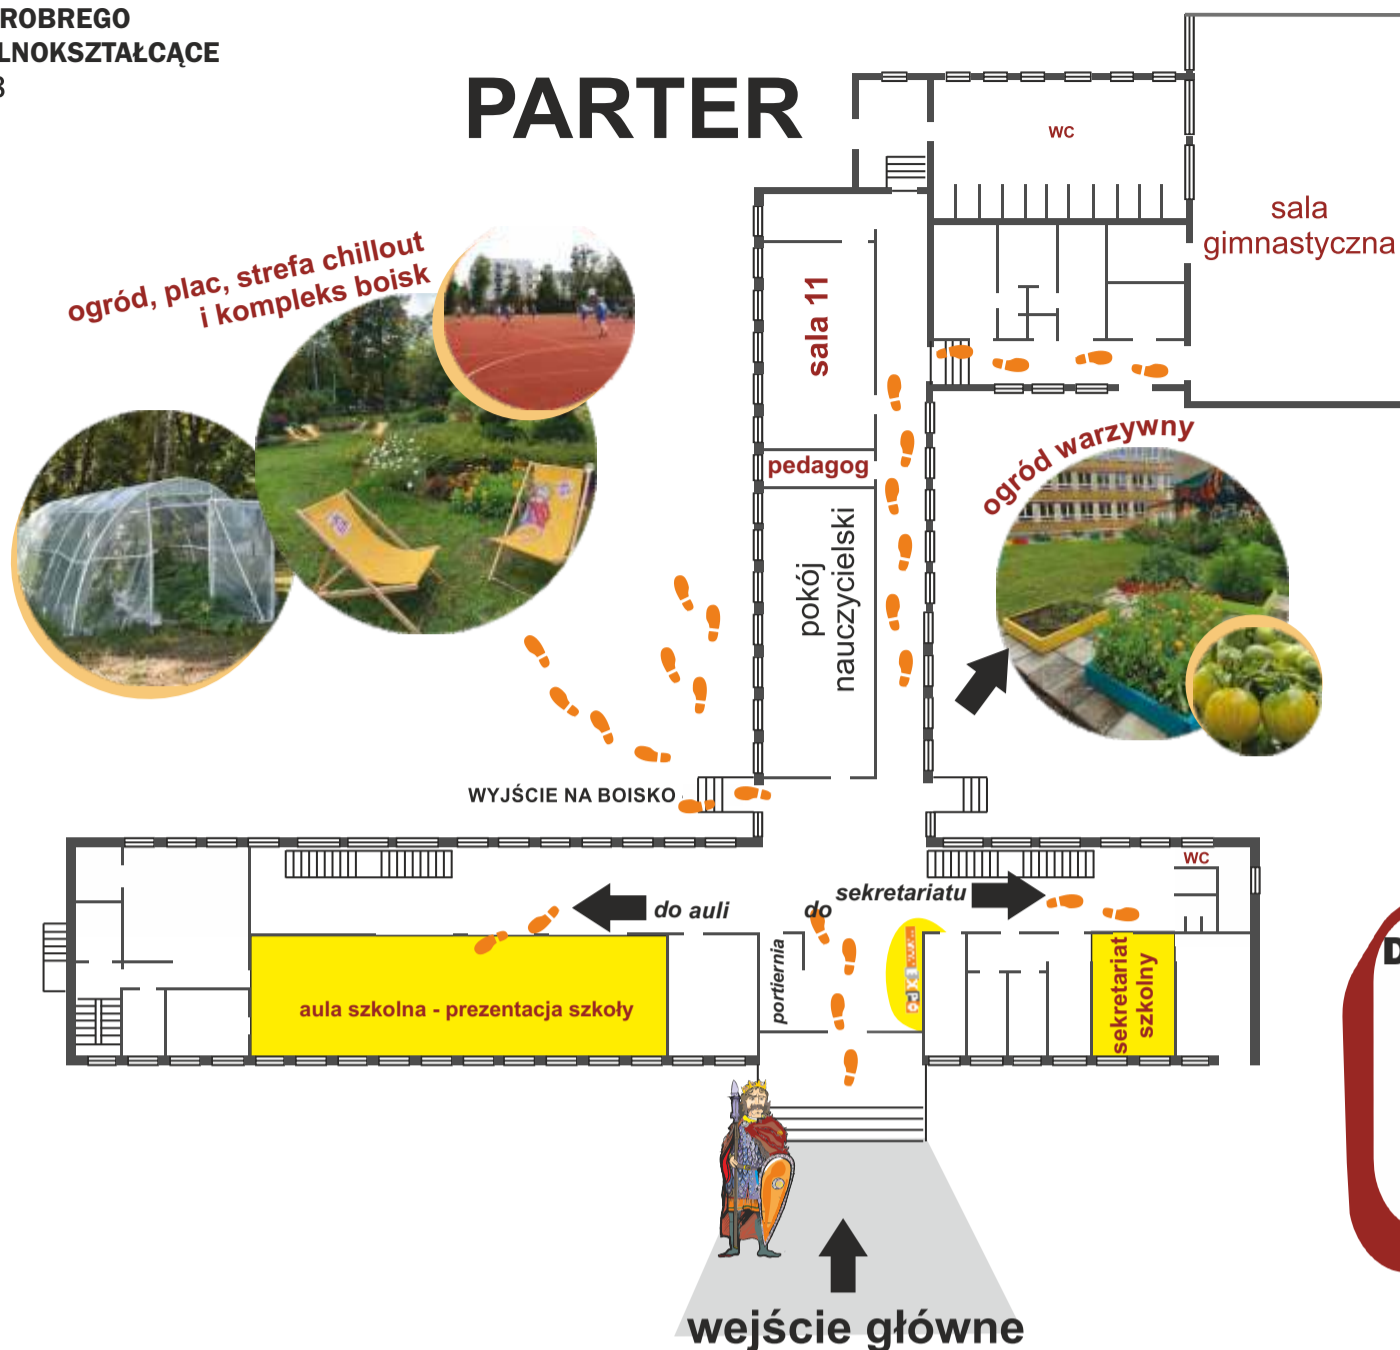 ROBREGO
LNOKSZTAŁCĄCE
PARTER
WC
sala
gimnastyczna
ogród, plac, strefa chillout
i kompleks boisk
sala 11
pedagog
ogród warzywny
pokój
nauczycielski
WYJŚCIE NA BOISKO
WC
do auli
do sekretariatu
portiernia
EXPO
aula szkolna - prezentacja szkoły
sekretariat
szkolny
D
wejście główne